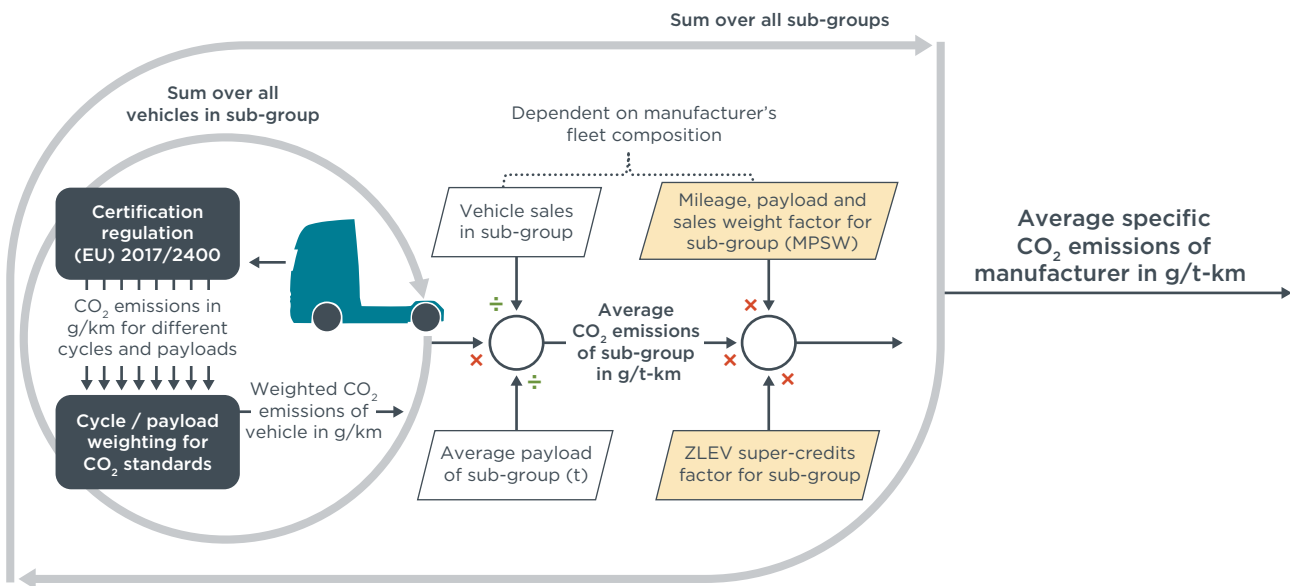 Sum over all sub-groups
Sum over all
vehicles in sub-group
Dependent on manufacturer's
fleet composition
Certification
regulation
(EU) 2017/2400
CO₂ emissions in
g/km for different
cycles and payloads
Cycle / payload
weighting for
CO₂ standards
Weighted CO₂
emissions of
vehicle in g/km
Vehicle sales
in sub-group
÷
×
÷
Average payload
of sub-group (t)
Average
CO₂ emissions
of sub-group
in g/t-km
Mileage, payload and
sales weight factor for
sub-group (MPSW)
×
×
×
ZLEV super-credits
factor for sub-group
Average specific
CO₂ emissions of
manufacturer in g/t-km